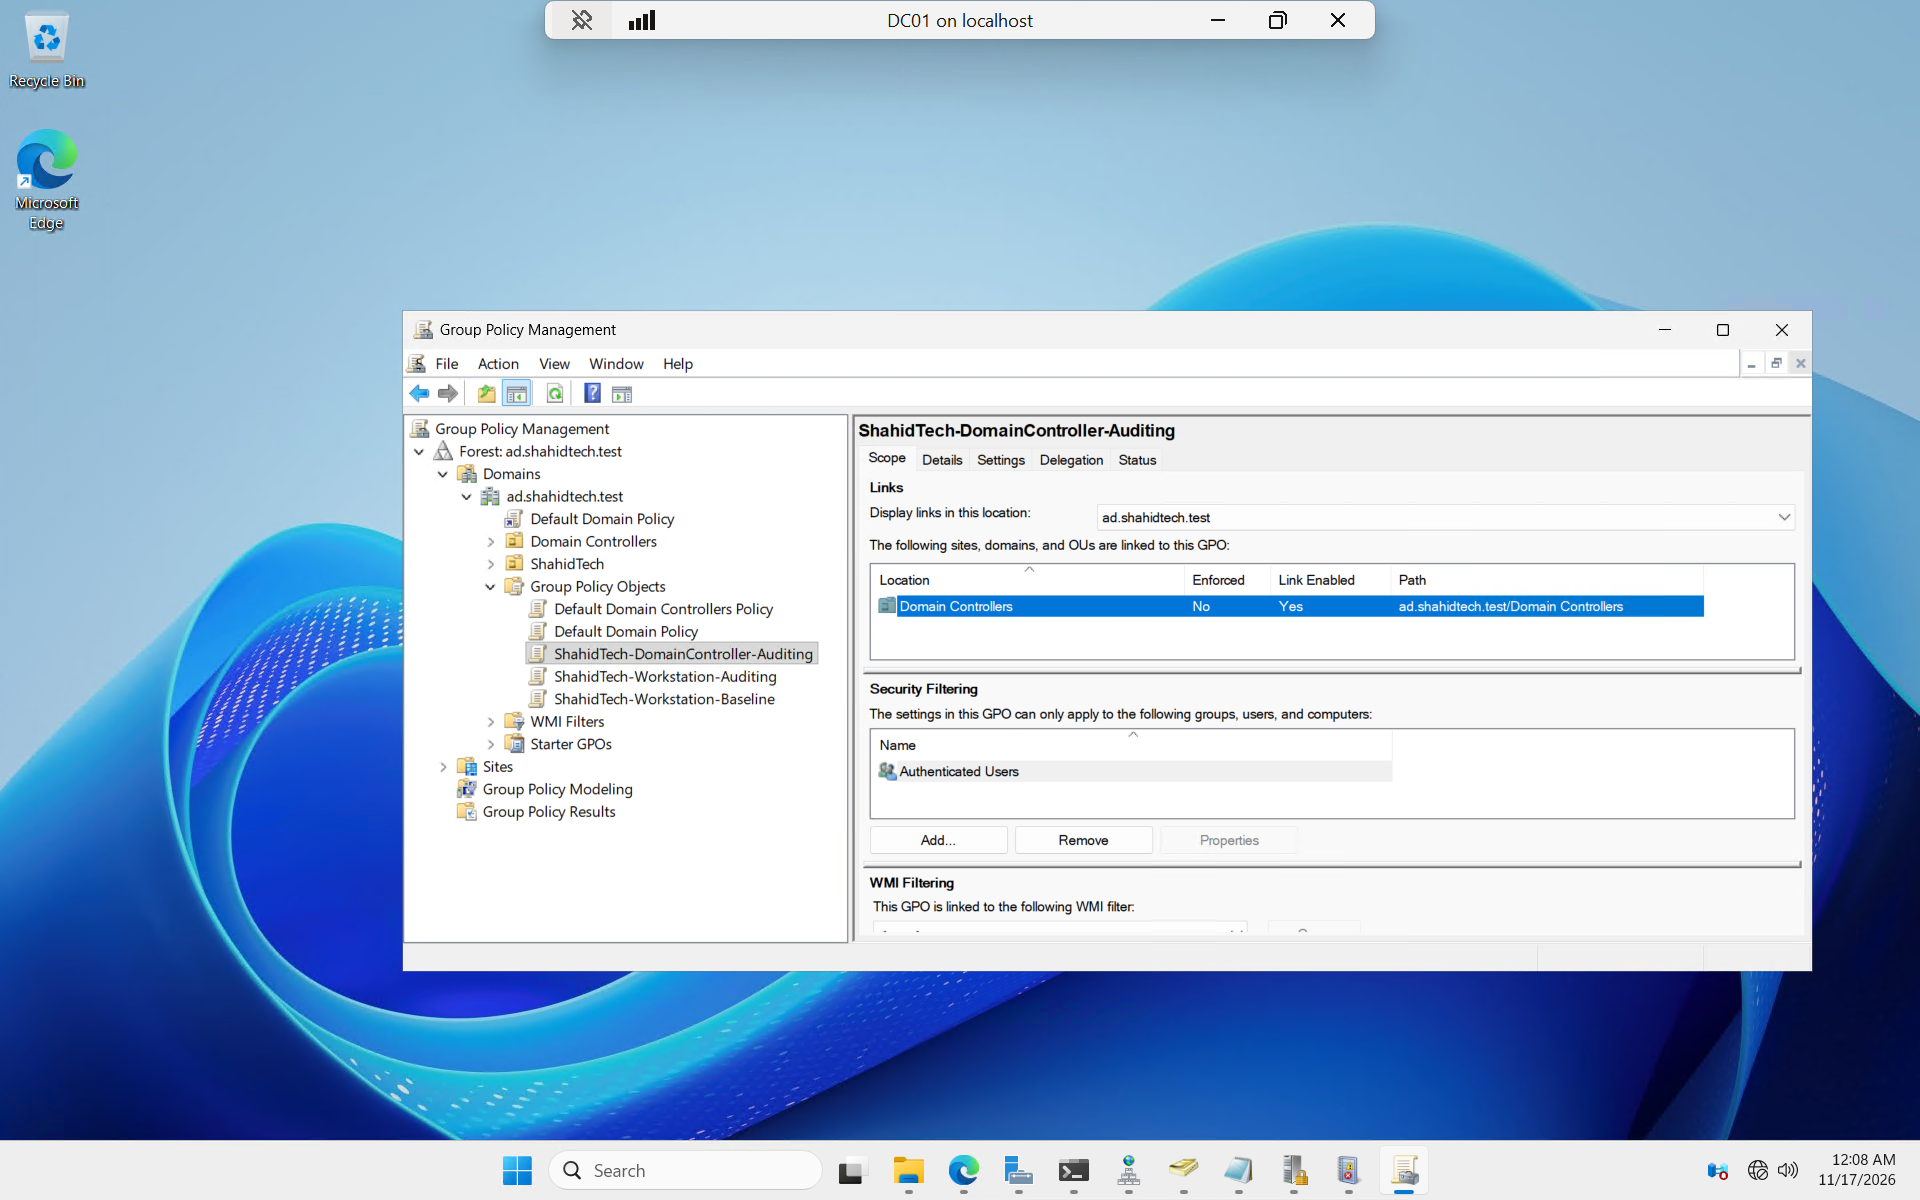 DC01 on localhost
Recycle Bin
Microsoft
Edge
Group Policy Management
File Action View Window Help
Group Policy Management
Forest: ad.shahidtech.test
Domains
ad.shahidtech.test
Default Domain Policy
Domain Controllers
ShahidTech
Group Policy Objects
Default Domain Controllers Policy
Default Domain Policy
ShahidTech-DomainController-Auditing
ShahidTech-Workstation-Auditing
ShahidTech-Workstation-Baseline
WMI Filters
Starter GPOs
Sites
Group Policy Modeling
Group Policy Results
ShahidTech-DomainController-Auditing
Scope Details Settings Delegation Status
Links
Display links in this location: ad.shahidtech.test
The following sites, domains, and OUs are linked to this GPO:
Location Enforced Link Enabled Path
Domain Controllers No Yes ad.shahidtech.test/Domain Controllers
Security Filtering
The settings in this GPO can only apply to the following groups, users, and computers:
Name
Authenticated Users
Add... Remove Properties
WMI Filtering
This GPO is linked to the following WMI filter:
Search
12:08 AM
11/17/2026